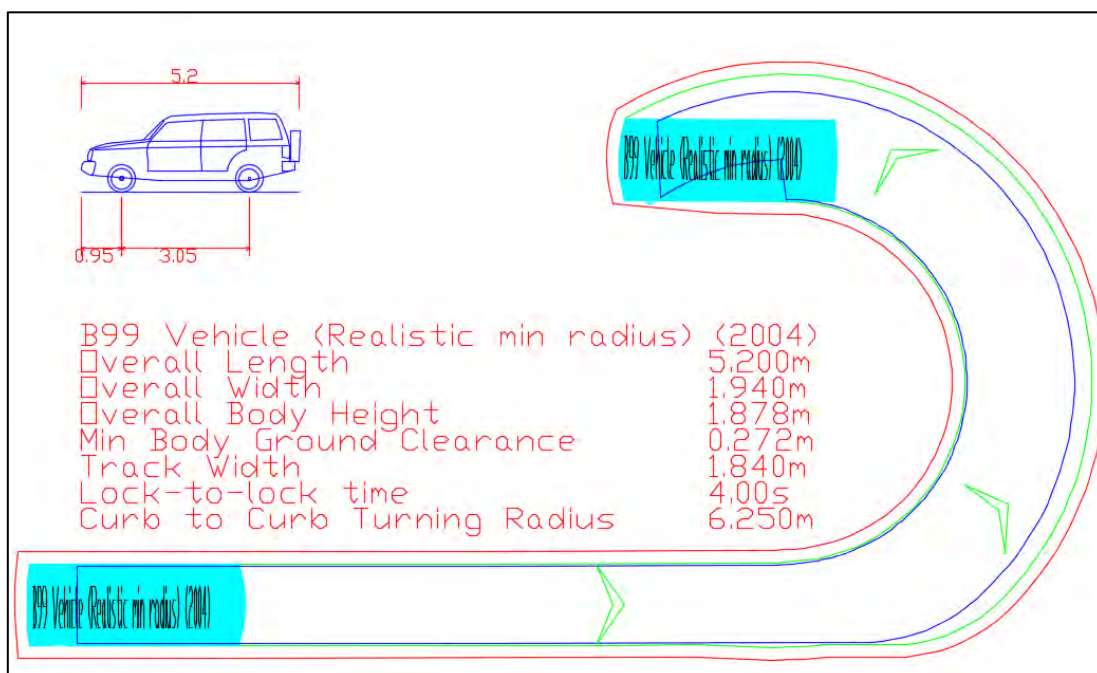 5.2
0.95 3.05
B99 Vehicle (Realistic min radius) (2004)
B99 Vehicle (Realistic min radius) (2004)
Overall Length 5.200m
Overall Width 1.940m
Overall Body Height 1.878m
Min Body Ground Clearance 0.272m
Track Width 1.840m
Lock-to-lock time 4.00s
Curb to Curb Turning Radius 6.250m
B99 Vehicle (Realistic min radius) (2004)